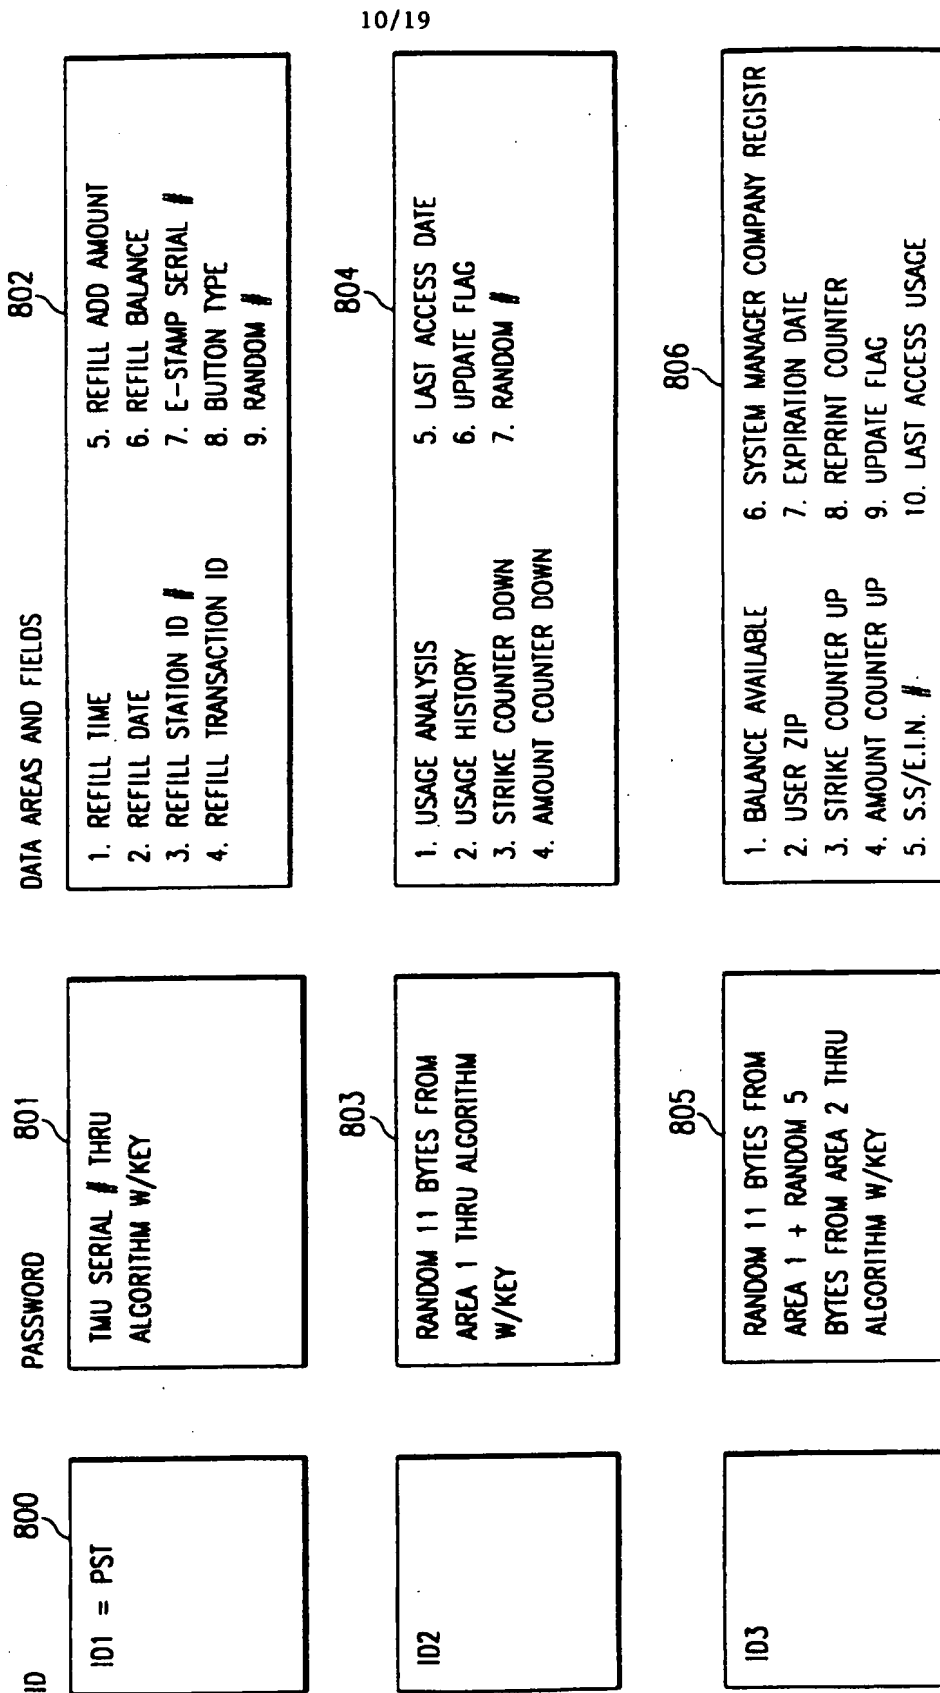 10/19
ID
PASSWORD
DATA AREAS AND FIELDS
800
801
802
ID1 = PST
TMU SERIAL # THRU
ALGORITHM W/KEY
1. REFILL TIME
2. REFILL DATE
3. REFILL STATION ID #
4. REFILL TRANSACTION ID
5. REFILL ADD AMOUNT
6. REFILL BALANCE
7. E-STAMP SERIAL #
8. BUTTON TYPE
9. RANDOM #
803
804
ID2
RANDOM 11 BYTES FROM
AREA 1 THRU ALGORITHM
W/KEY
1. USAGE ANALYSIS
2. USAGE HISTORY
3. STRIKE COUNTER DOWN
4. AMOUNT COUNTER DOWN
5. LAST ACCESS DATE
6. UPDATE FLAG
7. RANDOM #
805
806
ID3
RANDOM 11 BYTES FROM
AREA 1 + RANDOM 5
BYTES FROM AREA 2 THRU
ALGORITHM W/KEY
1. BALANCE AVAILABLE
2. USER ZIP
3. STRIKE COUNTER UP
4. AMOUNT COUNTER UP
5. S.S/E.I.N. #
6. SYSTEM MANAGER COMPANY REGISTR
7. EXPIRATION DATE
8. REPRINT COUNTER
9. UPDATE FLAG
10. LAST ACCESS USAGE